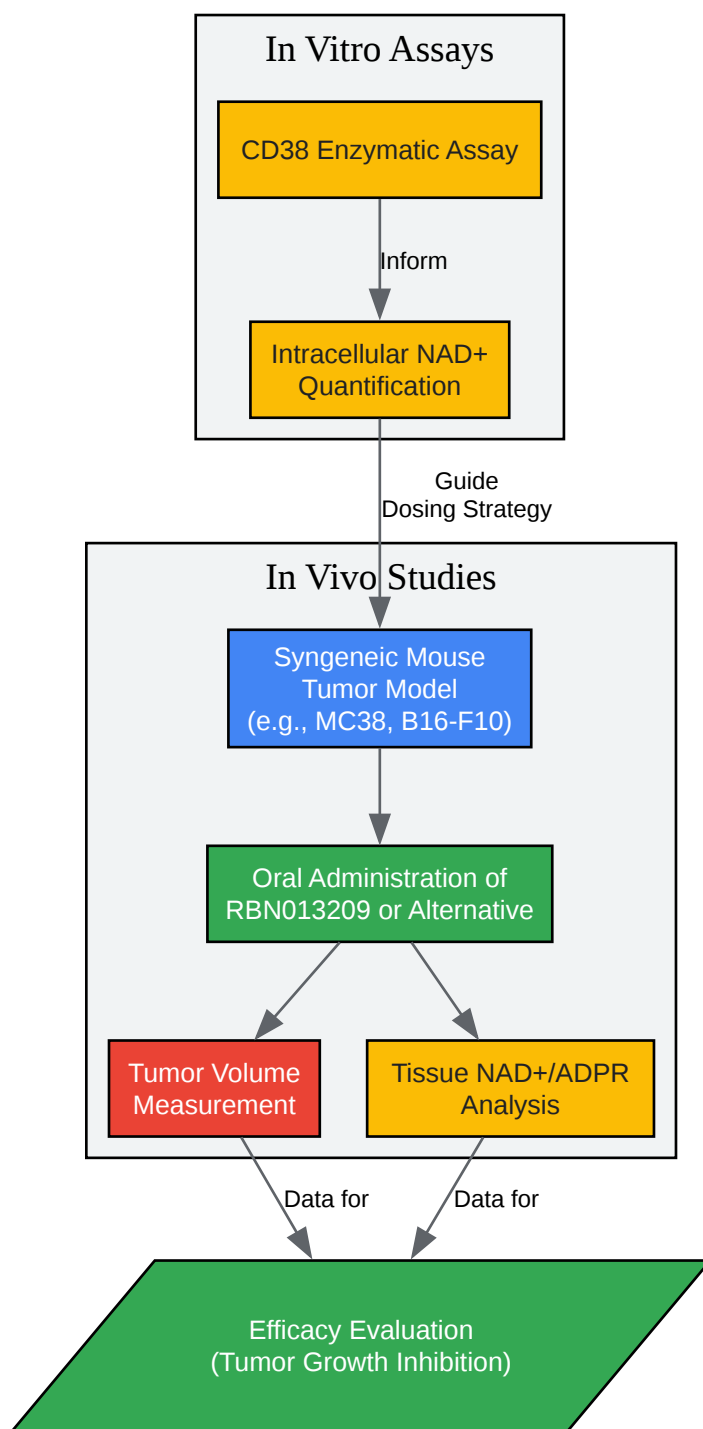 In Vitro Assays
CD38 Enzymatic Assay
Inform
Intracellular NAD+
Quantification
Guide
Dosing Strategy
In Vivo Studies
Syngeneic Mouse
Tumor Model
(e.g., MC38, B16-F10)
Oral Administration of
RBN013209 or Alternative
Tumor Volume
Measurement
Tissue NAD+/ADPR
Analysis
Data for
Data for
Efficacy Evaluation
(Tumor Growth Inhibition)